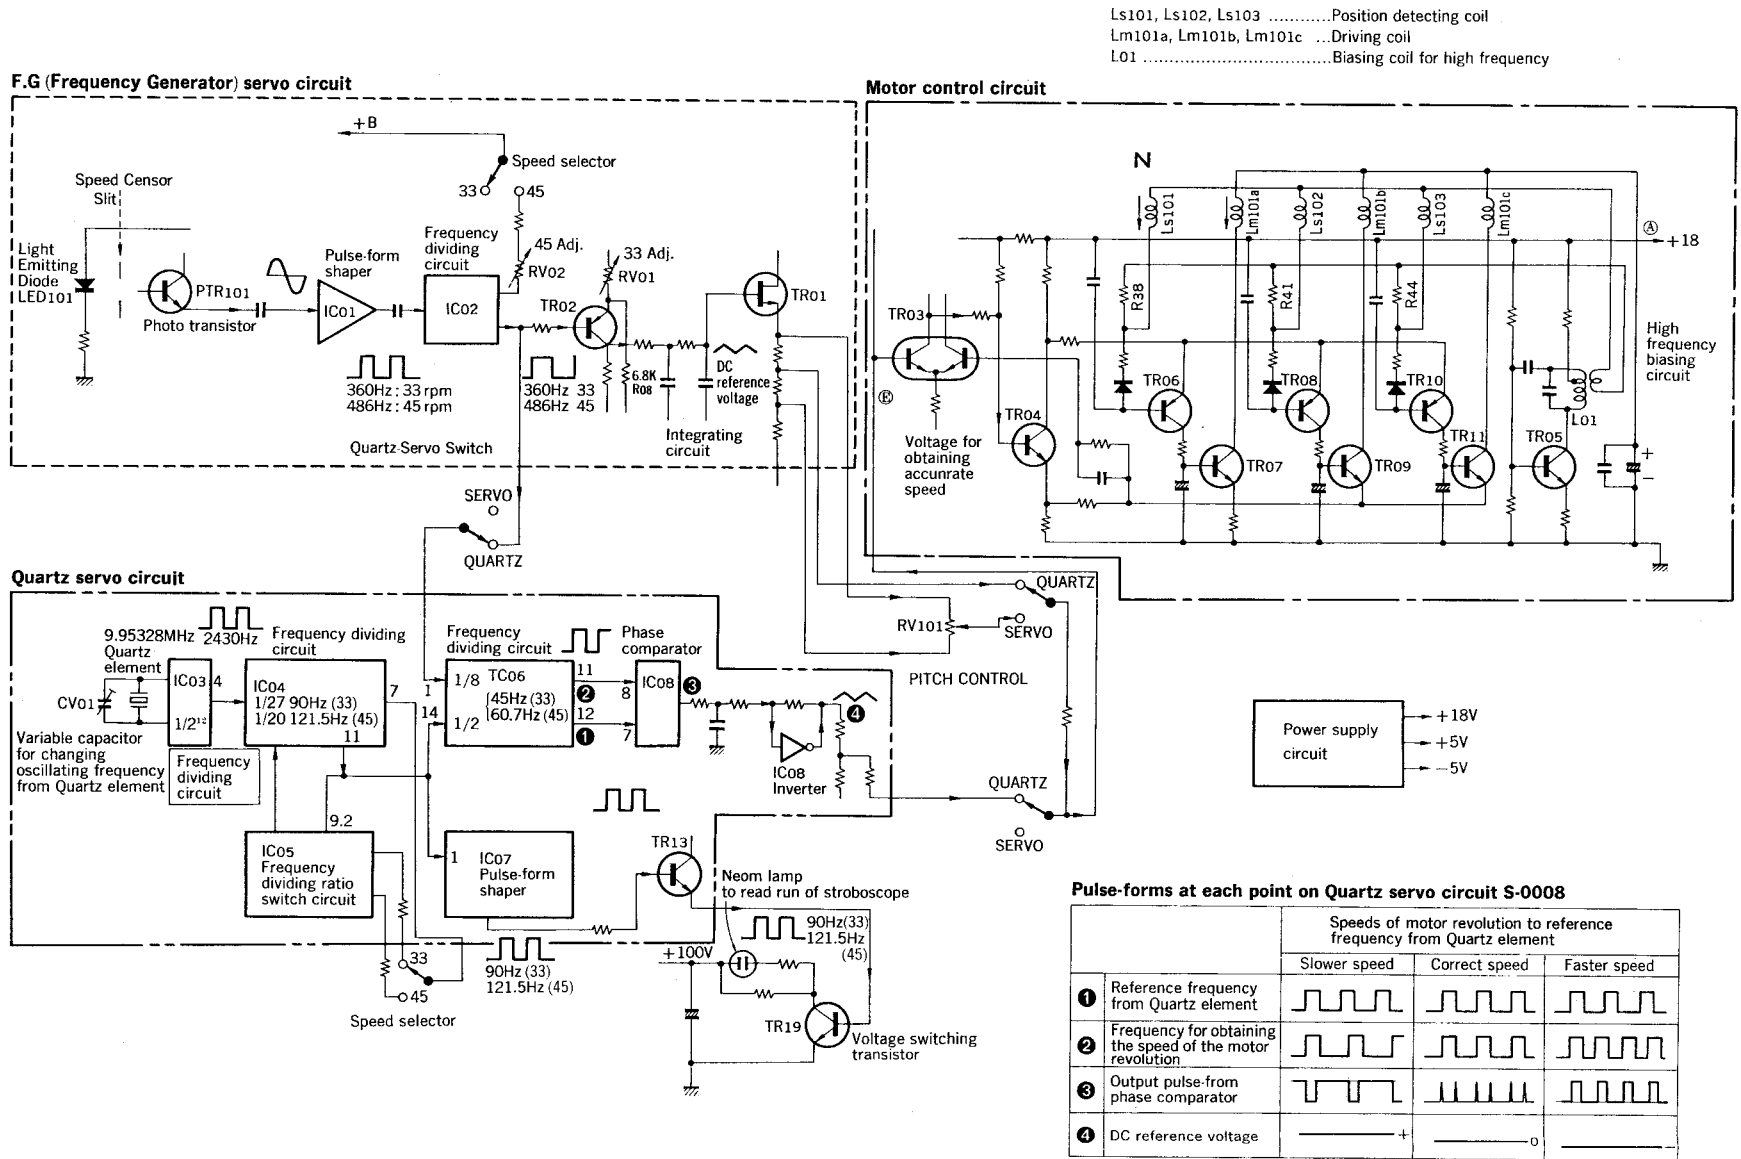 Ls101, Ls102, Ls103 ............Position detecting coil
Lm101a, Lm101b, Lm101c ...Driving coil
L01 ....................................Biasing coil for high frequency
F.G (Frequency Generator) servo circuit
+B
Speed selector
33
45
Speed Censor
Slit
Light
Emitting
Diode
LED101
PTR101
Photo transistor
Pulse-form
shaper
IC01
Frequency
dividing
circuit
IC02
45 Adj.
RV02
33 Adj.
RV01
TR02
TR01
360Hz : 33 rpm
486Hz : 45 rpm
360Hz 33
486Hz 45
6.8K
R08
DC
reference
voltage
Integrating
circuit
Quartz-Servo Switch
SERVO
QUARTZ
Motor control circuit
N
Ls101
Lm101a
Ls102
Lm101b
Ls103
Lm101c
Ⓐ
+18
TR03
R38
R41
R44
High
frequency
biasing
circuit
Ⓔ
TR06
TR08
TR10
TR04
L01
Voltage for
obtaining
accunrate
speed
TR07
TR09
TR11
TR05
+
−
QUARTZ
SERVO
RV101
PITCH CONTROL
QUARTZ
SERVO
Quartz servo circuit
9.95328MHz
Quartz
element
2430Hz
Frequency dividing
circuit
CV01
IC03
1/2¹²
4
IC04
1/27 90Hz (33)
1/20 121.5Hz (45)
11
7
Variable capacitor
for changing
oscillating frequency
from Quartz element
Frequency
dividing
circuit
9.2
IC05
Frequency
dividing ratio
switch circuit
33
45
Speed selector
Frequency
dividing circuit
1
14
1/8
TC06
1/2
45Hz (33)
60.7Hz (45)
11
❷
12
❶
Phase
comparator
8
7
IC08
❸
❹
IC08
Inverter
1
IC07
Pulse-form
shaper
90Hz (33)
121.5Hz (45)
TR13
Neom lamp
to read run of stroboscope
90Hz(33)
121.5Hz
(45)
+100V
TR19
Voltage switching
transistor
Power supply
circuit
+18V
+5V
−5V
Pulse-forms at each point on Quartz servo circuit S-0008
Speeds of motor revolution to reference
frequency from Quartz element
Slower speed
Correct speed
Faster speed
❶ Reference frequency
from Quartz element
❷ Frequency for obtaining
the speed of the motor
revolution
❸ Output pulse-from
phase comparator
❹ DC reference voltage
+
0
−